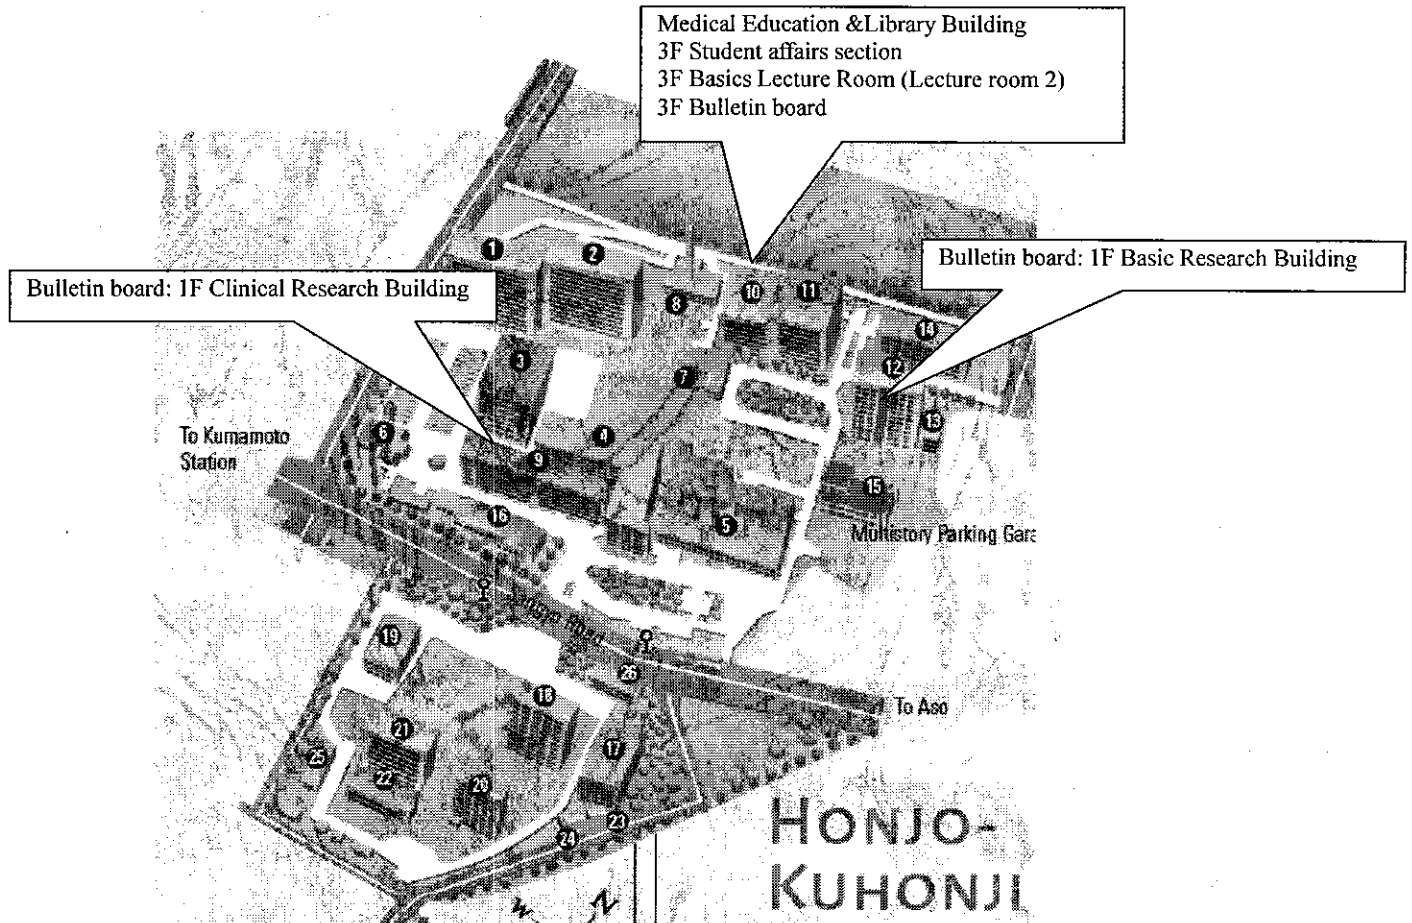 Medical Education &Library Building
3F Student affairs section
3F Basics Lecture Room (Lecture room 2)
3F Bulletin board
Bulletin board: 1F Basic Research Building
Bulletin board: 1F Clinical Research Building
1
2
10
11
8
14
3
7
12
13
6
To Kumamoto
Station
4
9
15
5
16
Multistory Parking Gara
Road
19
26
18
To Aso
21
17
25
22
20
23
24
HONJO-
KUHONJI
W
N